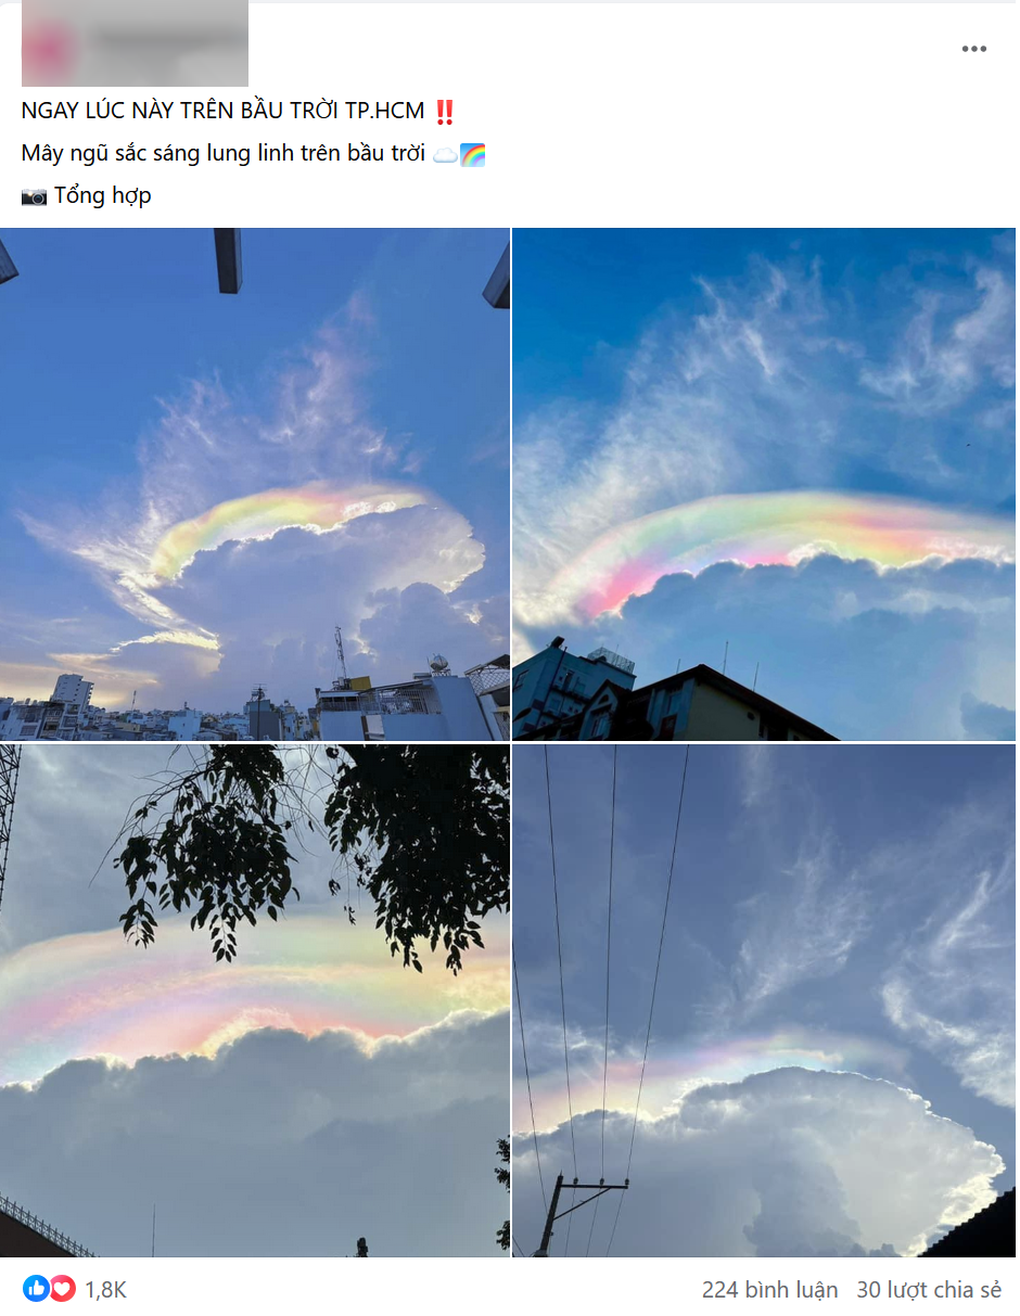 NGAY LÚC NÀY TRÊN BẦU TRỜI TP.HCM ‼️
Mây ngũ sắc sáng lung linh trên bầu trời ☁️🌈
📷 Tổng hợp
1,8K
224 bình luận 30 lượt chia sẻ